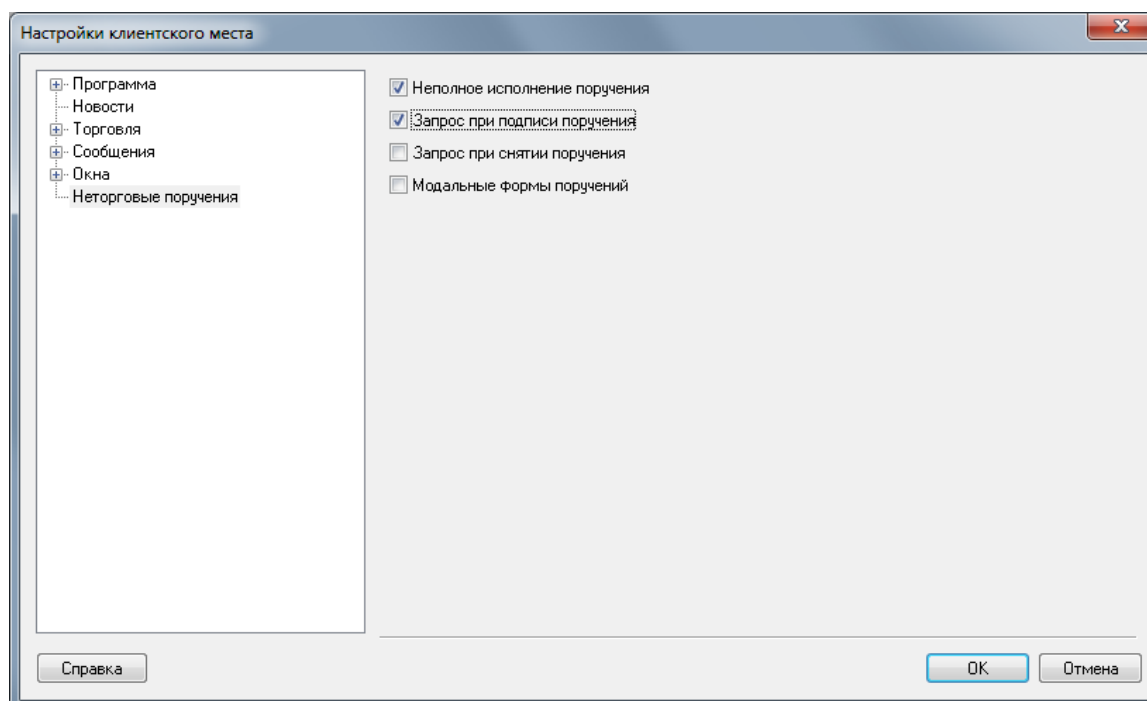 Настройки клиентского места
Программа
Новости
Торговля
Сообщения
Окна
Неторговые поручения
Неполное исполнение поручения
Запрос при подписи поручения
Запрос при снятии поручения
Модальные формы поручений
Справка
OK
Отмена